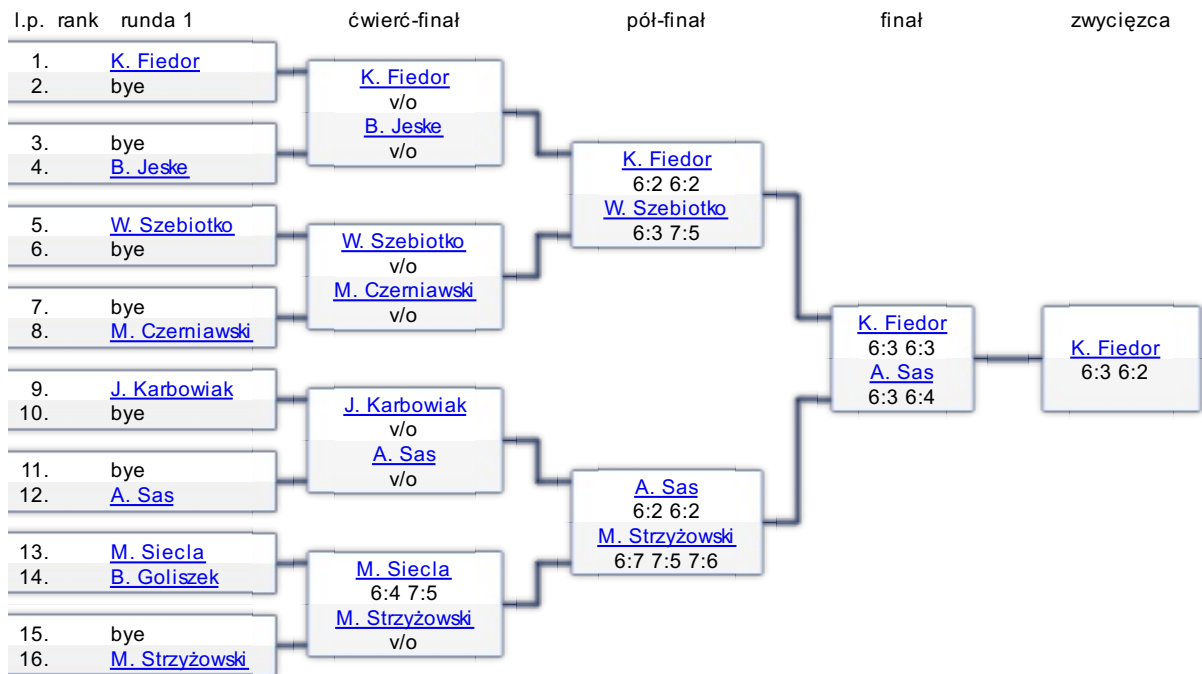 l.p. rank runda 1 ćwierć-finał pół-finał finał zwycięzca
1. K. Fiedor
2. bye
3. bye
4. B. Jeske
5. W. Szebiotko
6. bye
7. bye
8. M. Czerniawski
9. J. Karbowiak
10. bye
11. bye
12. A. Sas
13. M. Siecla
14. B. Goliszek
15. bye
16. M. Strzyżowski
K. Fiedor
v/o
B. Jeske
v/o
W. Szebiotko
v/o
M. Czerniawski
v/o
J. Karbowiak
v/o
A. Sas
v/o
M. Siecla
6:4 7:5
M. Strzyżowski
v/o
K. Fiedor
6:2 6:2
W. Szebiotko
6:3 7:5
A. Sas
6:2 6:2
M. Strzyżowski
6:7 7:5 7:6
K. Fiedor
6:3 6:3
A. Sas
6:3 6:4
K. Fiedor
6:3 6:2